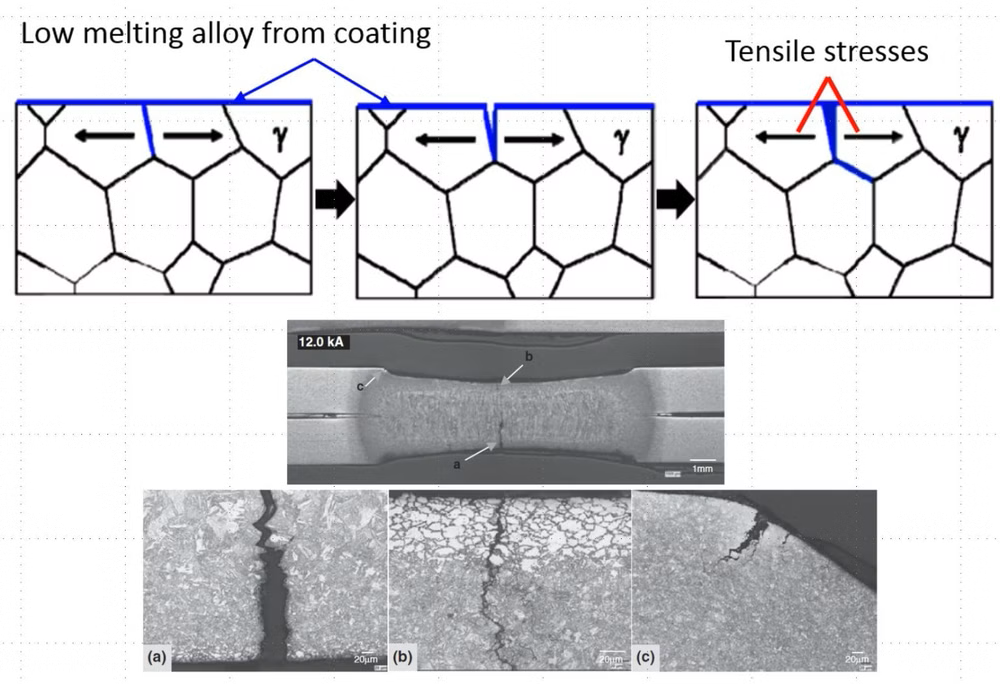 Low melting alloy from coating
Tensile stresses
γ
γ
γ
12.0 kA
b
c
a
1mm
(a)
20μm
(b)
20μm
(c)
20μm